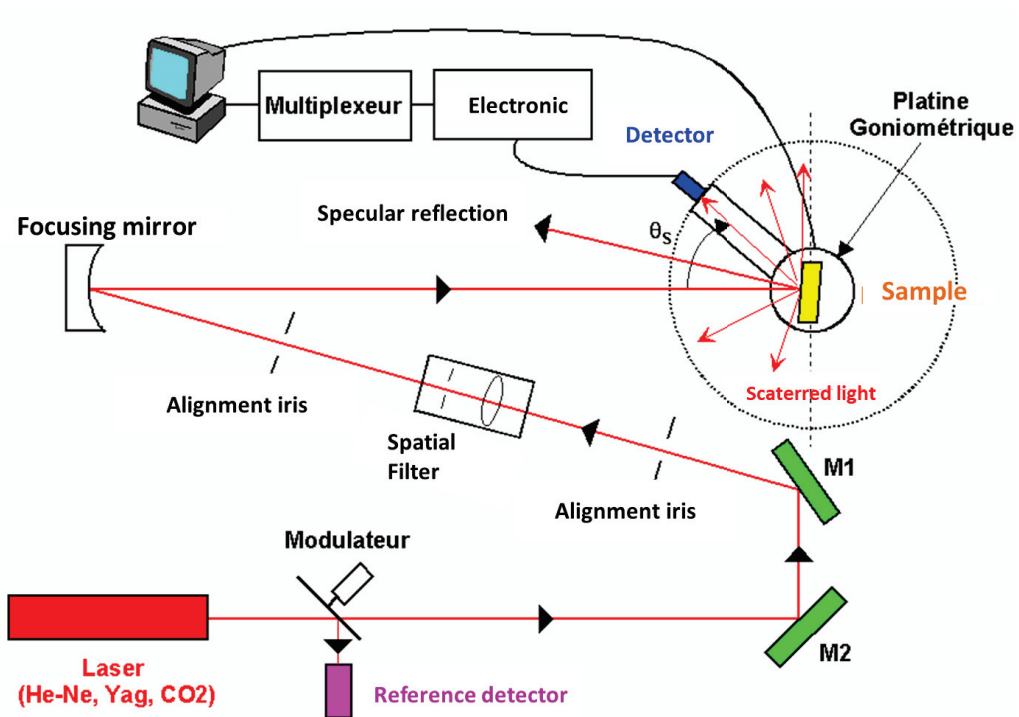 Multiplexeur
Electronic
Platine
Goniométrique
Detector
Specular reflection
Focusing mirror
θs
Sample
Alignment iris
Scaterred light
Spatial
Filter
M1
Alignment iris
Modulateur
M2
Laser
(He-Ne, Yag, CO2)
Reference detector